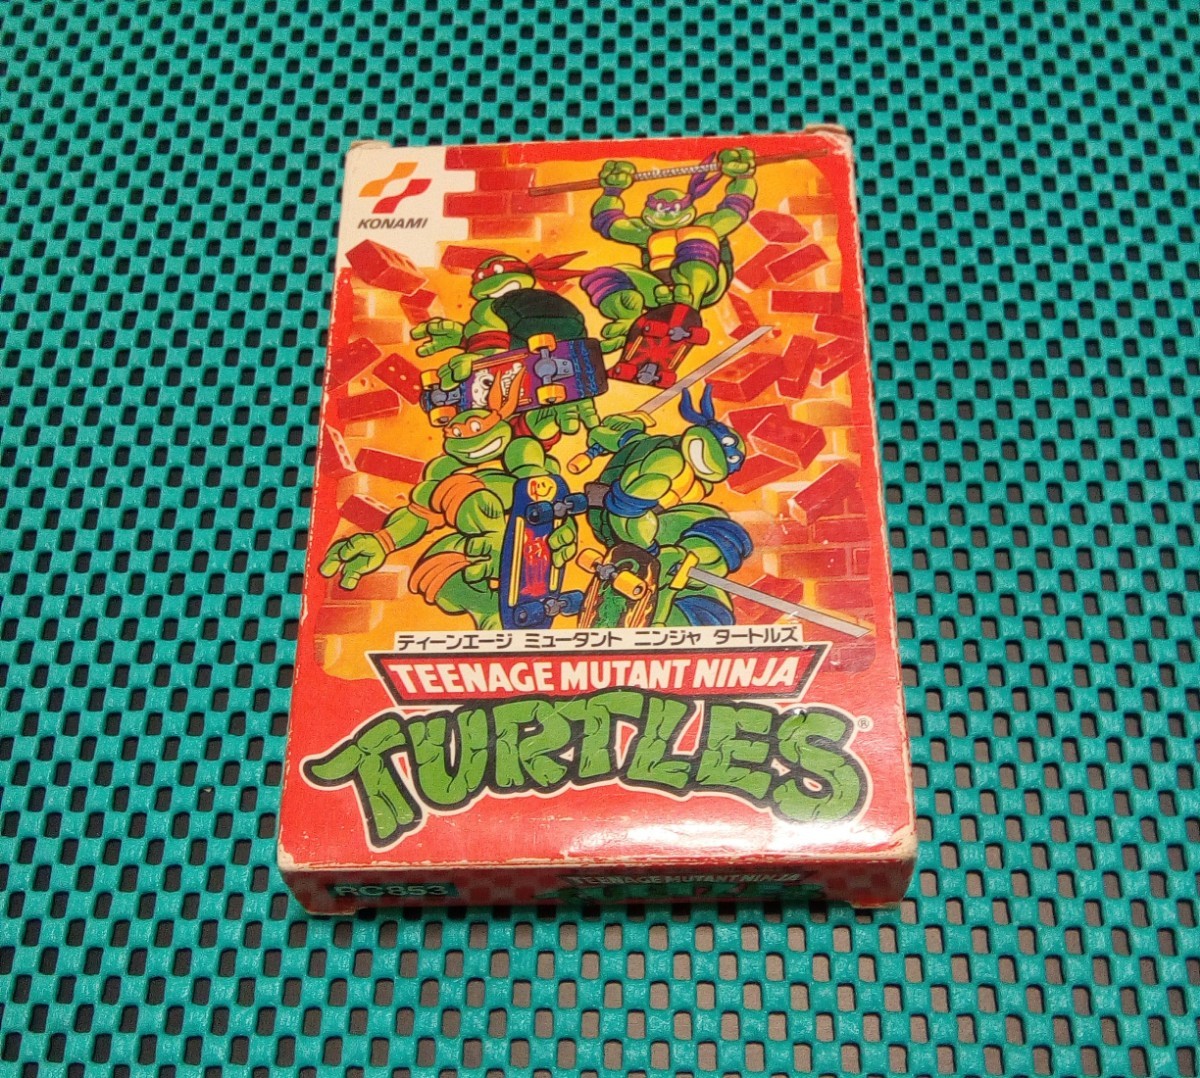 KONAMI
ティーンエージ ミュータント ニンジャ タートルズ
TEENAGE MUTANT NINJA
TURTLES®
RC853
TEENAGE MUTANT NINJA
TURTLES